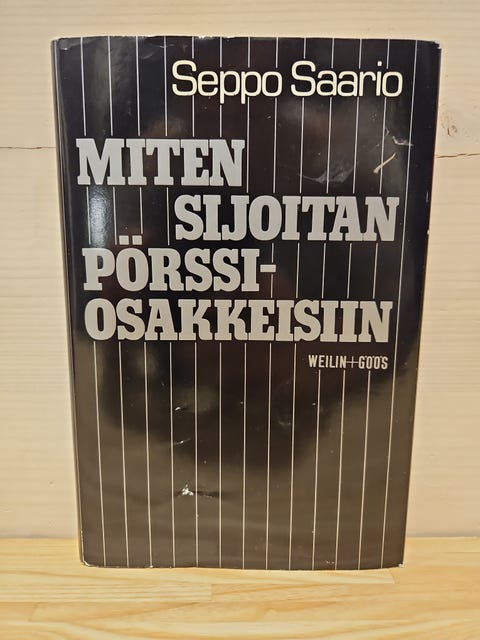 Seppo Saario
MITEN
SIJOITAN
PÖRSSI-
OSAKKEISIIN
WEILIN+GÖÖS